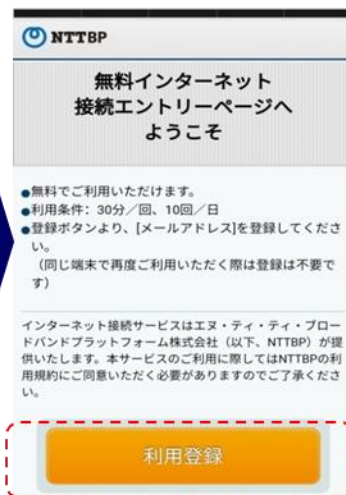 NTTBP
無料インターネット
接続エントリーページへ
ようこそ
●無料でご利用いただけます。
●利用条件：30分／回、10回／日
●登録ボタンより、[メールアドレス]を登録してくださ
い。
（同じ端末で再度ご利用いただく際は登録は不要で
す）
インターネット接続サービスはエヌ・ティ・ティ・ブロー
ドバンドプラットフォーム株式会社（以下、NTTBP）が提
供いたします。本サービスのご利用に際してはNTTBPの利
用規約にご同意いただく必要がありますのでご了承くださ
い。
利用登録